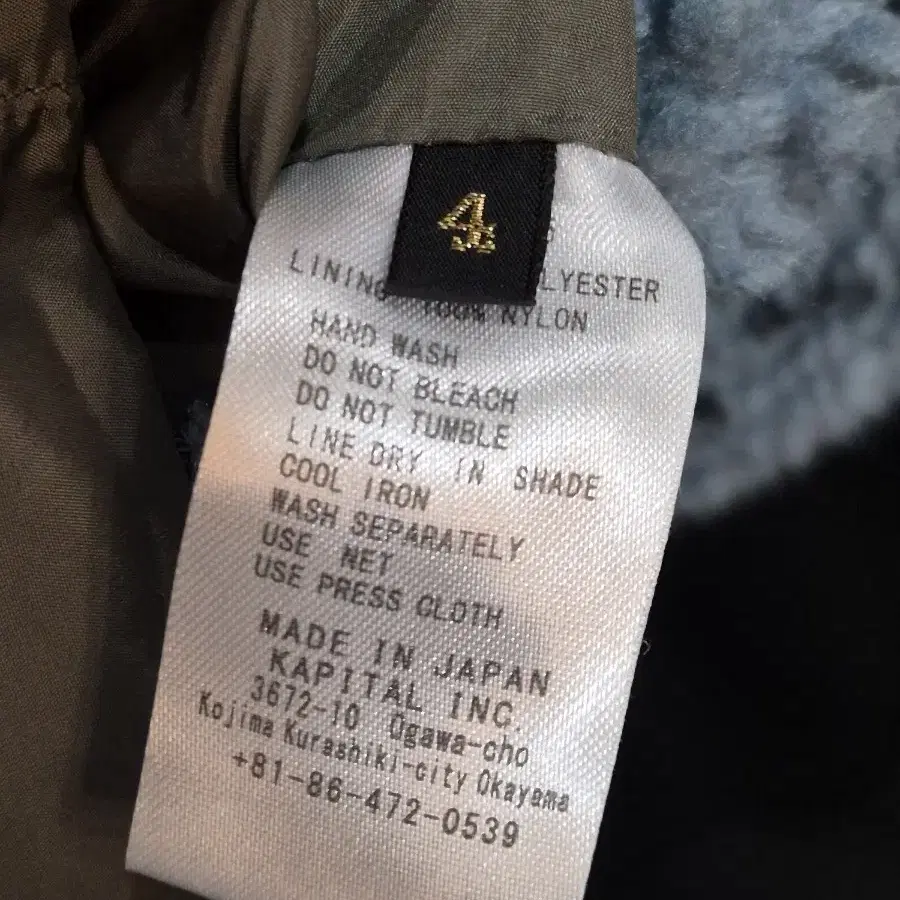 4
LINING LYESTER
100% NYLON
HAND WASH
DO NOT BLEACH
DO NOT TUMBLE
LINE DRY IN SHADE
COOL IRON
WASH SEPARATELY
USE NET
USE PRESS CLOTH
MADE IN JAPAN
KAPITAL INC.
3672-10 Ogawa-cho
Kojima Kurashiki-city Okayama
+81-86-472-0539